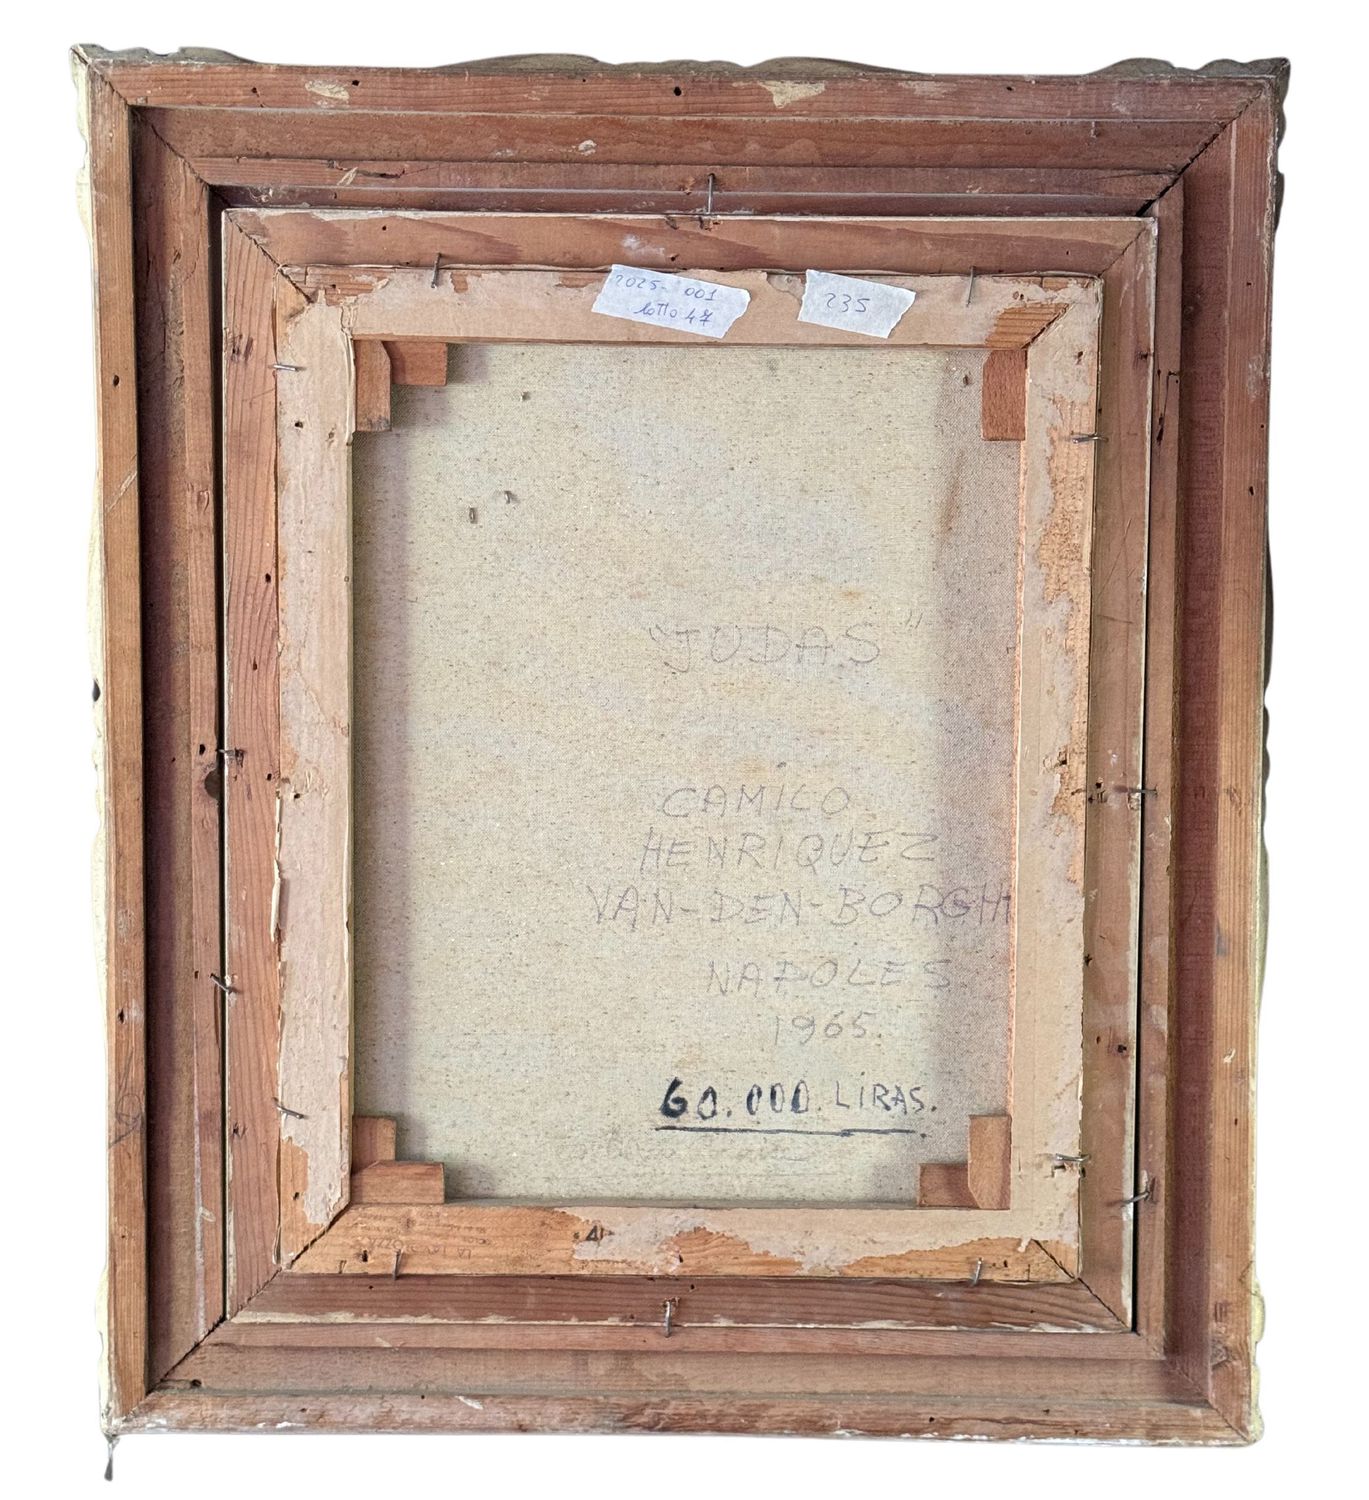 2025- 001
lotto 47
235
"JUDAS"
CAMILO
HENRIQUEZ
VAN-DEN-BORGH
NAPOLES
1965.
60.000 LIRAS.